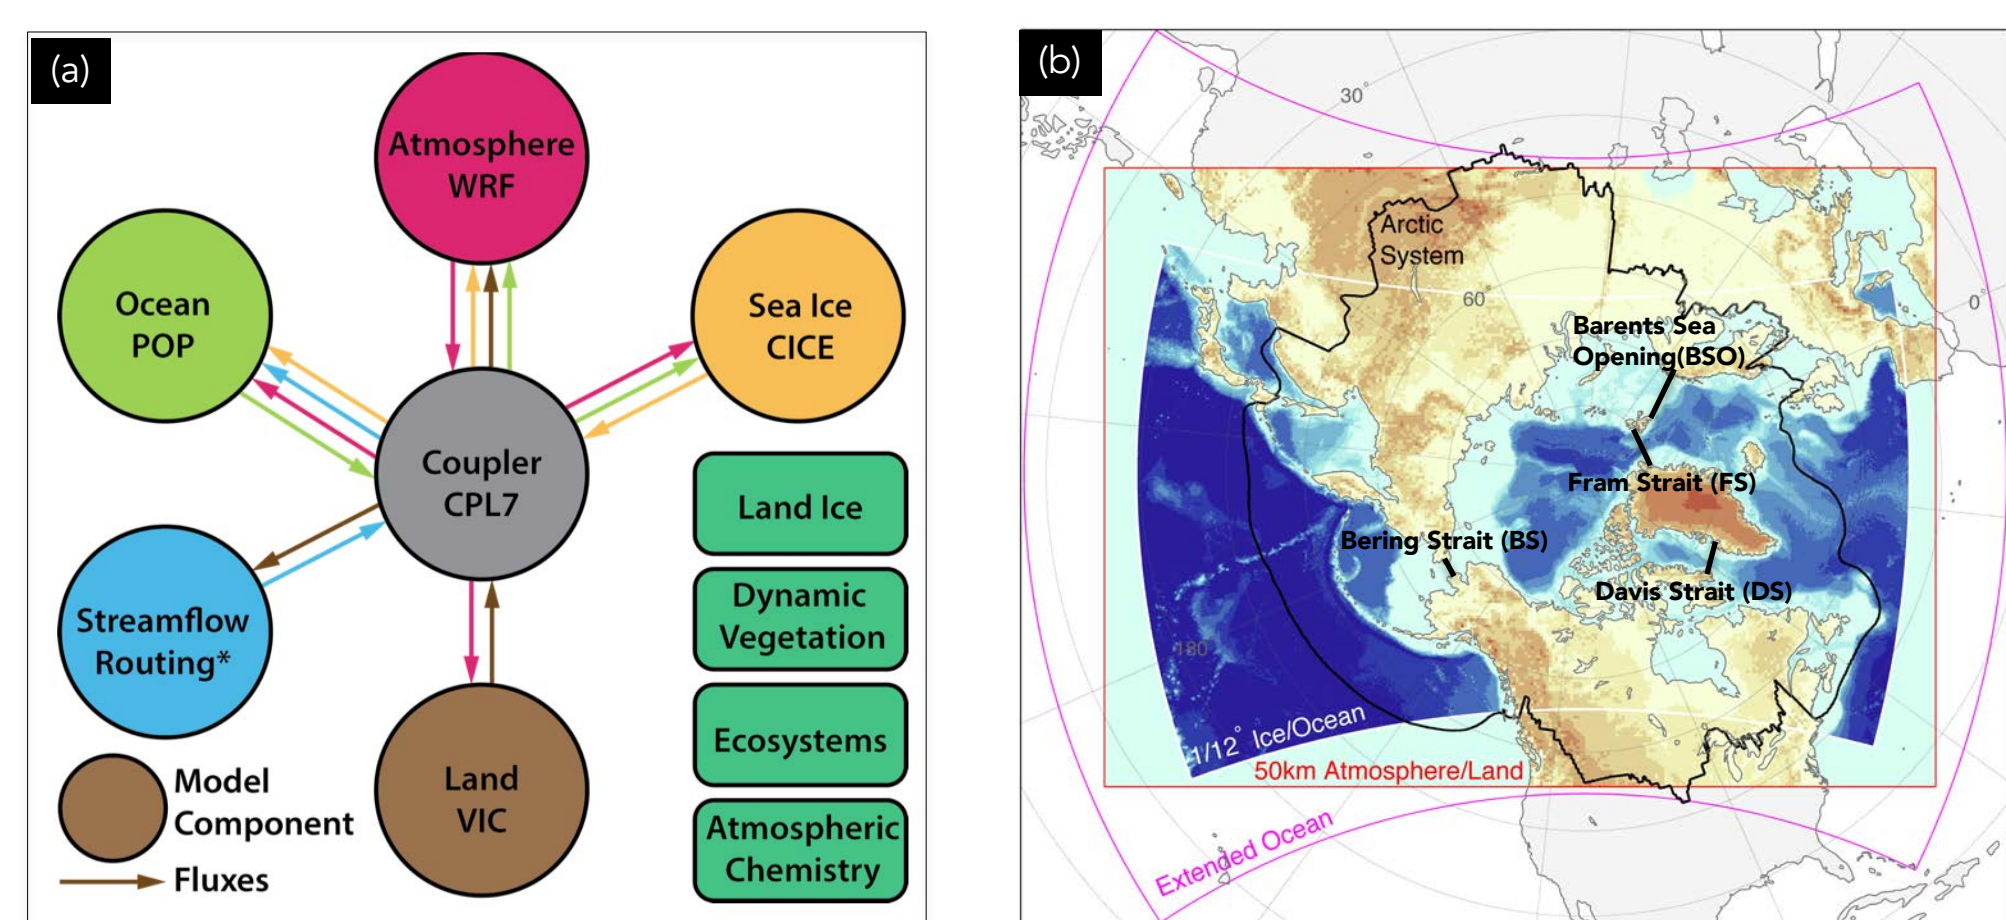 (a)
Atmosphere
WRF
Ocean
POP
Sea Ice
CICE
Coupler
CPL7
Streamflow
Routing*
Land
VIC
Land Ice
Dynamic
Vegetation
Ecosystems
Atmospheric
Chemistry
Model
Component
Fluxes
(b)
30°
Arctic
System
60°
0°
Barents Sea
Opening(BSO)
Fram Strait (FS)
Bering Strait (BS)
Davis Strait (DS)
180
1/12° Ice/Ocean
50km Atmosphere/Land
Extended Ocean